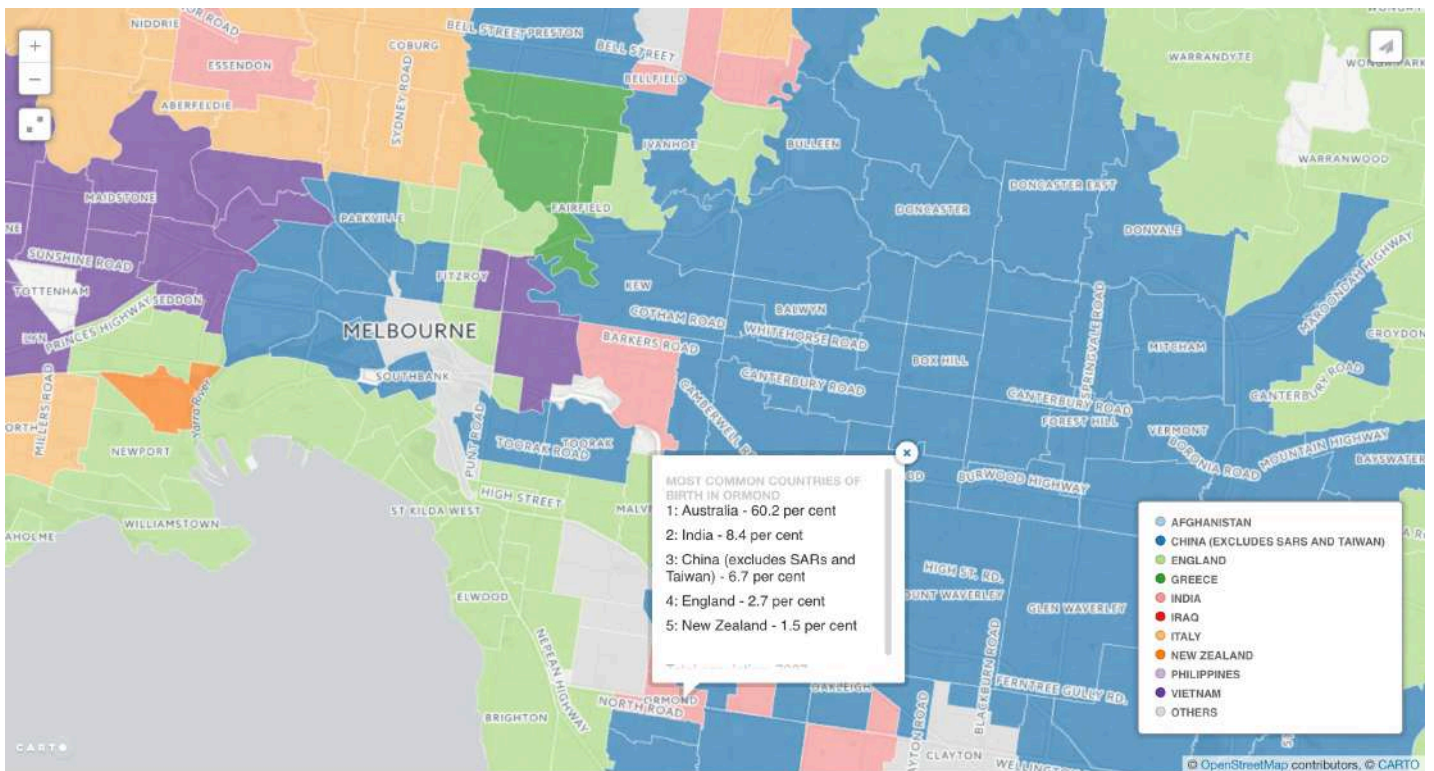 NIDDRIE
BELL STREET
PRESTON
BELL STREET
COBURG
ESSENDON
BELLFIELD
WARRANDYTE
ABERFELDIE
SYDNEY ROAD
IVANHOE
BULLEEN
WARRANWOOD
MAIDSTONE
DONCASTER EAST
PARKVILLE
FAIRFIELD
DONCASTER
DONVALE
SUNSHINE ROAD
FITZROY
TOTTENHAM
SEDDON
KEW
PRINCES HIGHWAY
COTHAM ROAD
BALWYN
SPRINGVALE ROAD
MAROONDAH HIGHWAY
MELBOURNE
BARKERS ROAD
WHITEHORSE ROAD
MITCHAM
CROYDON
BOX HILL
SOUTHBANK
CANTERBURY ROAD
CANTERBURY ROAD
CANTERBURY ROAD
MILLERS ROAD
Yarra River
CAMBERWELL
FOREST HILL
VERMONT
NEWPORT
PUNT ROAD
TOORAK ROAD
TOORAK
BORONIA ROAD
MOUNTAIN HIGHWAY
BAYSWATER
BURWOOD HIGHWAY
HIGH STREET
ST KILDA WEST
WILLIAMSTOWN
MOST COMMON COUNTRIES OF
BIRTH IN ORMOND
1: Australia - 60.2 per cent
2: India - 8.4 per cent
3: China (excludes SARs and
Taiwan) - 6.7 per cent
4: England - 2.7 per cent
5: New Zealand - 1.5 per cent
HIGH ST. RD.
GLEN WAVERLEY
ELWOOD
NEPEAN HIGHWAY
BLACKBURN ROAD
FERNTREE GULLY RD.
OAKLEIGH
ORMOND
NORTH ROAD
BRIGHTON
CLAYTON
AFGHANISTAN
CHINA (EXCLUDES SARS AND TAIWAN)
ENGLAND
GREECE
INDIA
IRAQ
ITALY
NEW ZEALAND
PHILIPPINES
VIETNAM
OTHERS
CARTO
© OpenStreetMap contributors, © CARTO